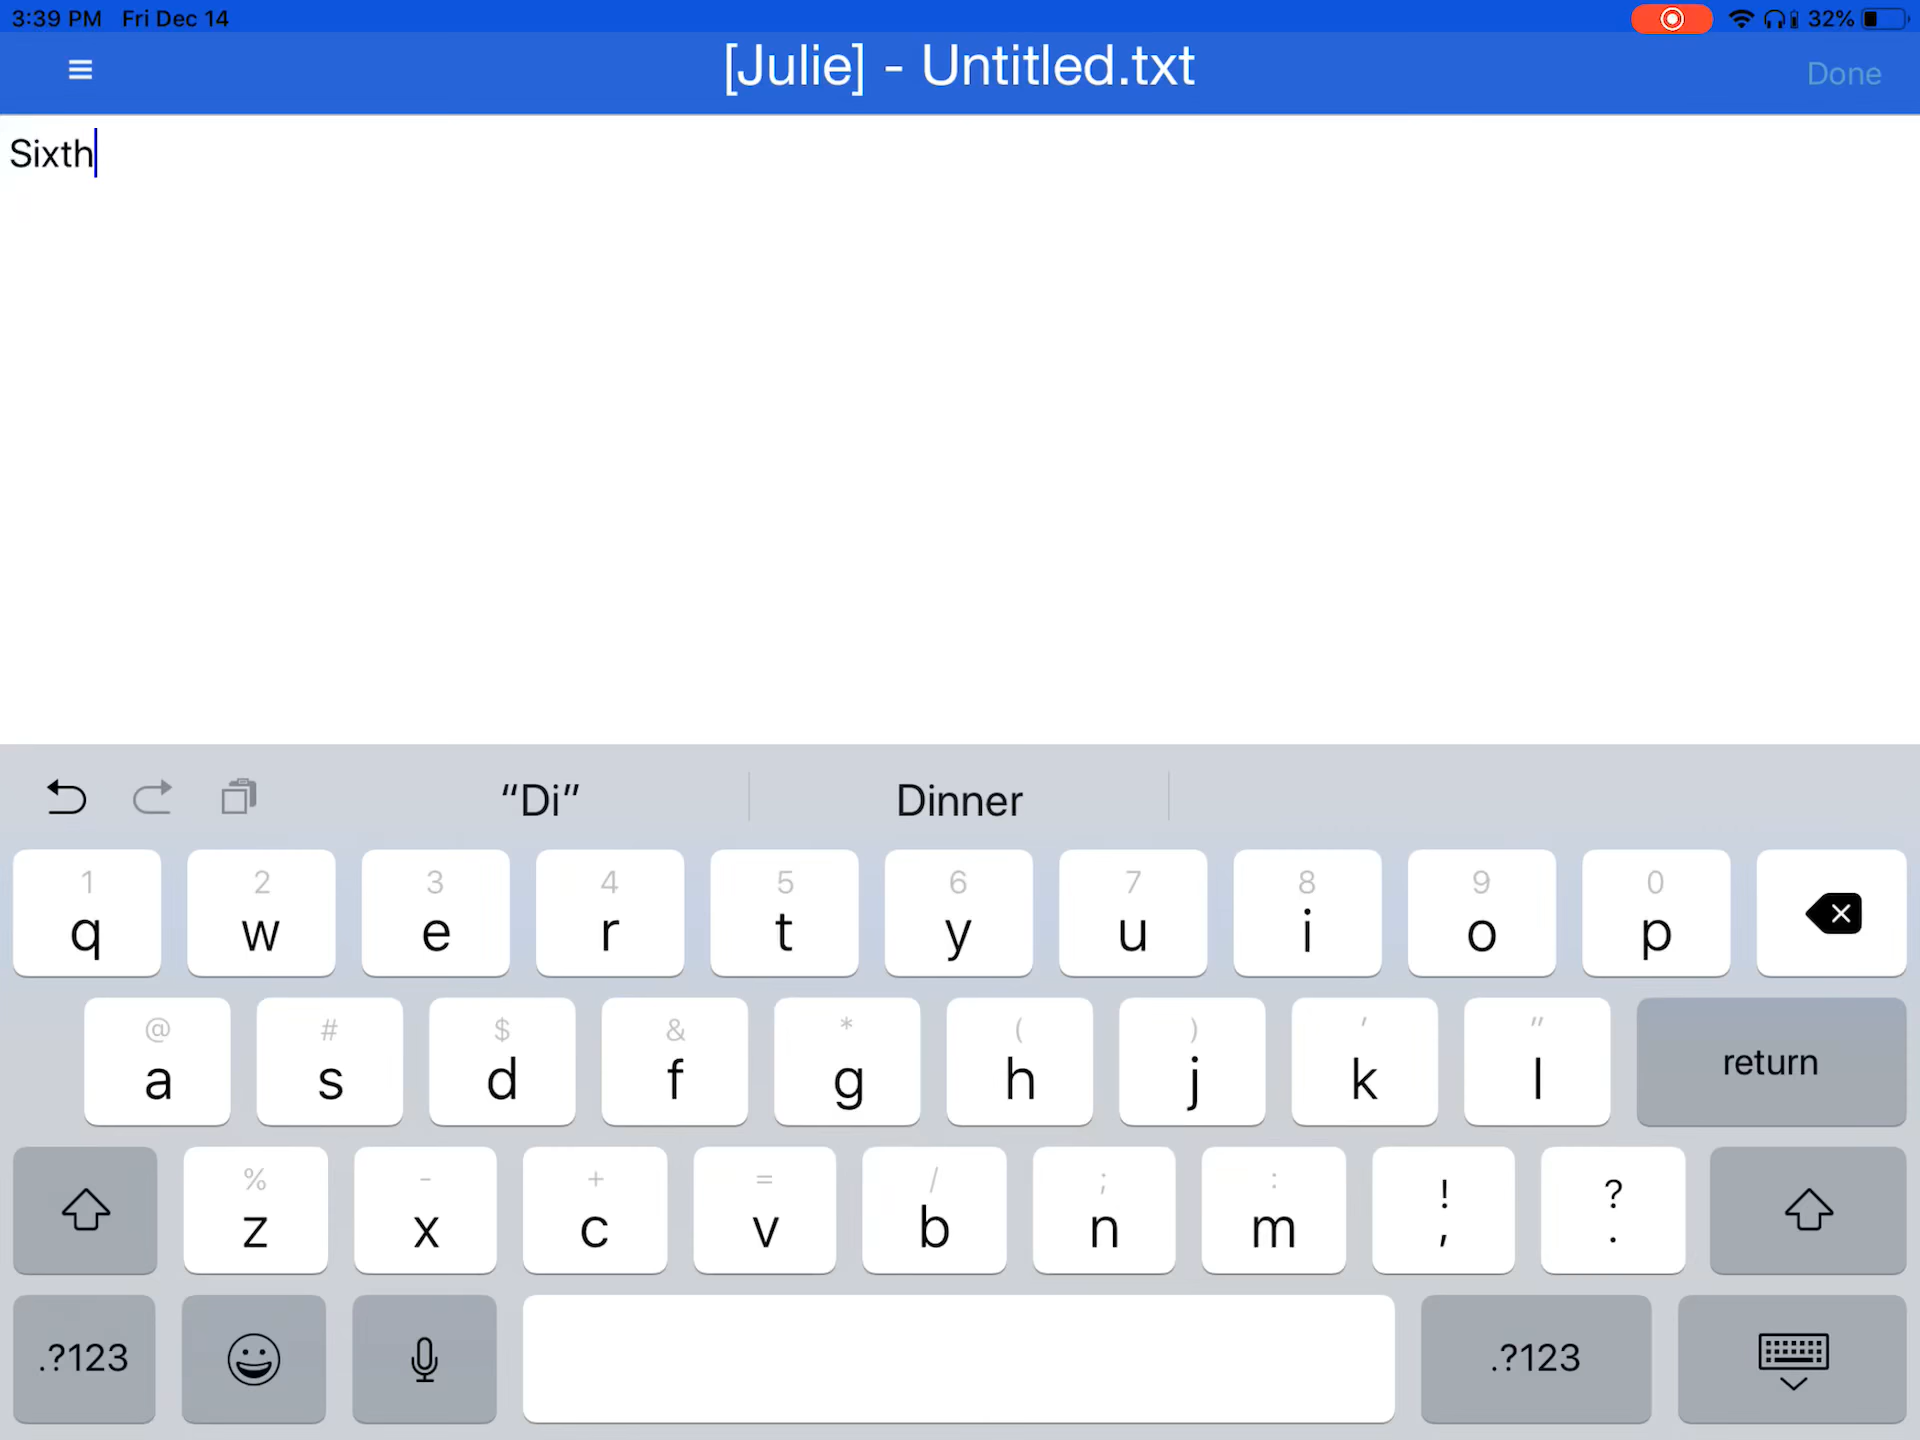 3:39 PM Fri Dec 14 32%
[Julie] - Untitled.txt Done
Sixth
“Di” Dinner
1 2 3 4 5 6 7 8 9 0
q w e r t y u i o p
@ # $ & * ( ) ' "
a s d f g h j k l return
% - + = / ; : ! ?
z x c v b n m , .
.?123 .?123